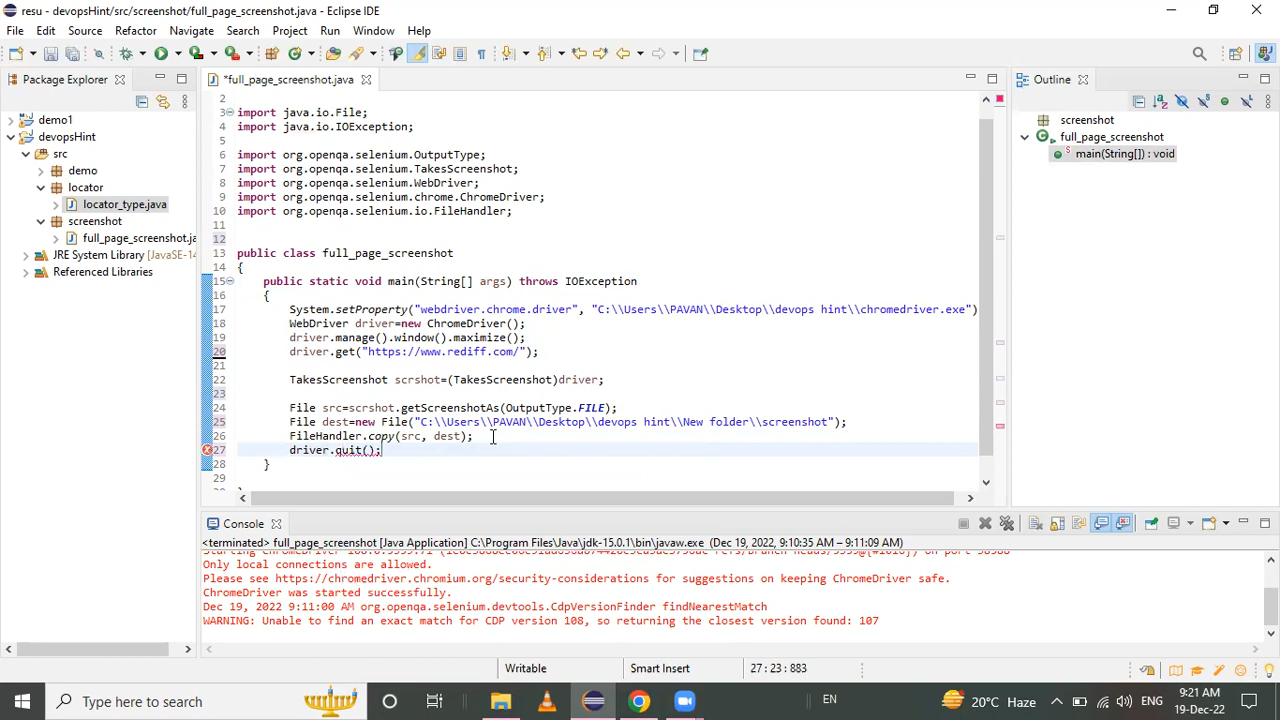 resu - devopsHint/src/screenshot/full_page_screenshot.java - Eclipse IDE
File Edit Source Refactor Navigate Search Project Run Window Help
Package Explorer
*full_page_screenshot.java
Outline
demo1
devopsHint
src
demo
locator
locator_type.java
screenshot
full_page_screenshot.ja
JRE System Library [JavaSE-14
Referenced Libraries
2
3 import java.io.File;
4 import java.io.IOException;
5
6 import org.openqa.selenium.OutputType;
7 import org.openqa.selenium.TakesScreenshot;
8 import org.openqa.selenium.WebDriver;
9 import org.openqa.selenium.chrome.ChromeDriver;
10 import org.openqa.selenium.io.FileHandler;
11
12
13 public class full_page_screenshot
14 {
15 public static void main(String[] args) throws IOException
16 {
17 System.setProperty("webdriver.chrome.driver", "C:\\Users\\PAVAN\\Desktop\\devops hint\\chromedriver.exe")
18 WebDriver driver=new ChromeDriver();
19 driver.manage().window().maximize();
20 driver.get("https://www.rediff.com/");
21
22 TakesScreenshot scrshot=(TakesScreenshot)driver;
23
24 File src=scrshot.getScreenshotAs(OutputType.FILE);
25 File dest=new File("C:\\Users\\PAVAN\\Desktop\\devops hint\\New folder\\screenshot");
26 FileHandler.copy(src, dest);
27 driver.quit();
28 }
29
screenshot
full_page_screenshot
main(String[]) : void
Console
<terminated> full_page_screenshot [Java Application] C:\Program Files\Java\jdk-15.0.1\bin\javaw.exe (Dec 19, 2022, 9:10:35 AM – 9:11:09 AM)
Only local connections are allowed.
Please see https://chromedriver.chromium.org/security-considerations for suggestions on keeping ChromeDriver safe.
ChromeDriver was started successfully.
Dec 19, 2022 9:11:00 AM org.openqa.selenium.devtools.CdpVersionFinder findNearestMatch
WARNING: Unable to find an exact match for CDP version 108, so returning the closest version found: 107
Writable Smart Insert 27 : 23 : 883
Type here to search
EN
20°C Haze
ENG
9:21 AM
19-Dec-22